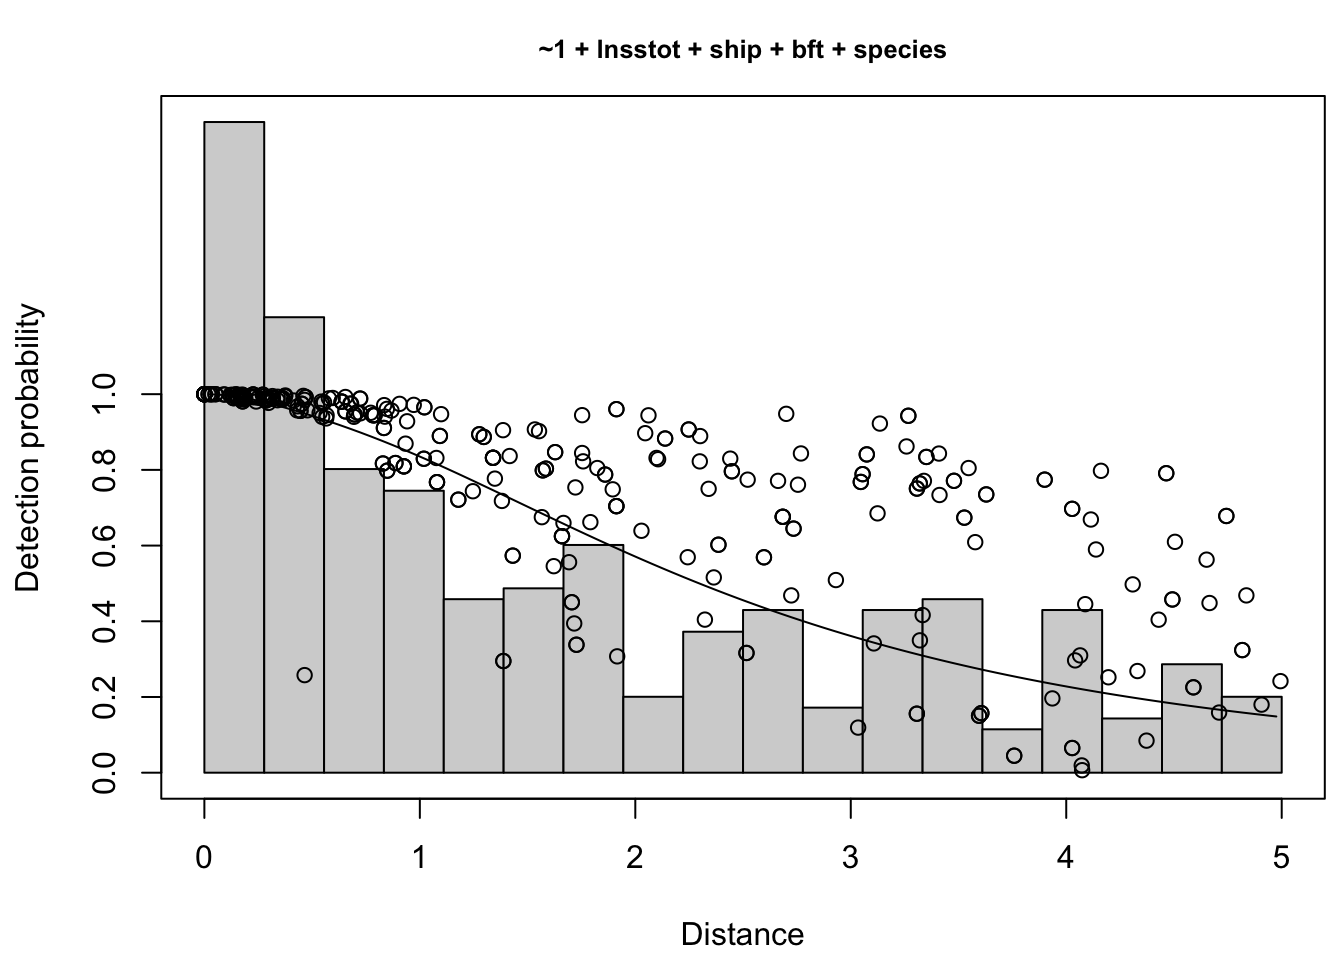 ~1 + lnsstot + ship + bft + species
Detection probability
1.0
0.8
0.6
0.4
0.2
0.0
0 1 2 3 4 5
Distance